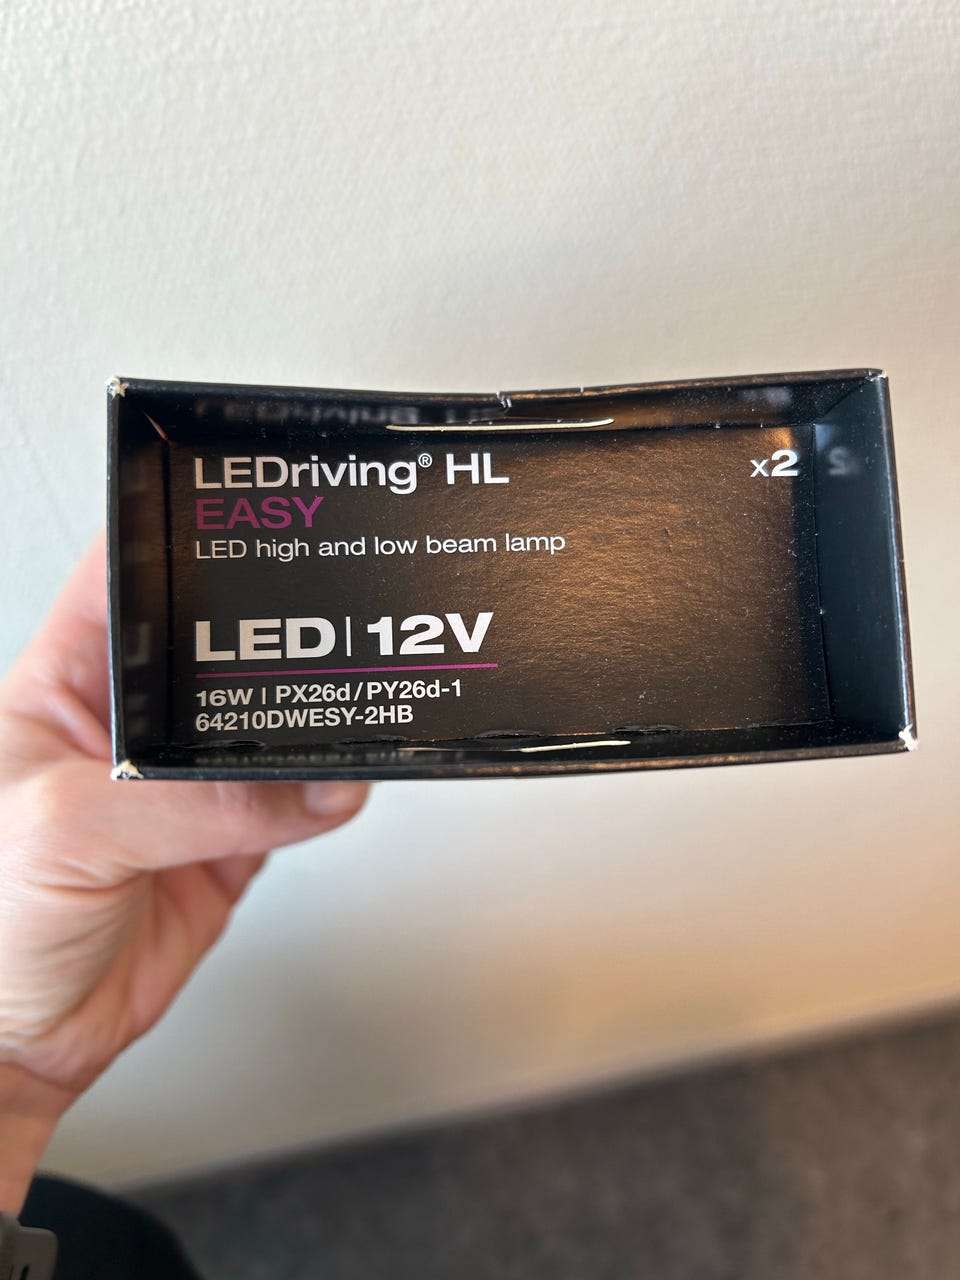 LEDriving® HL
x2
EASY
LED high and low beam lamp
LED | 12V
16W | PX26d/PY26d-1
64210DWESY-2HB